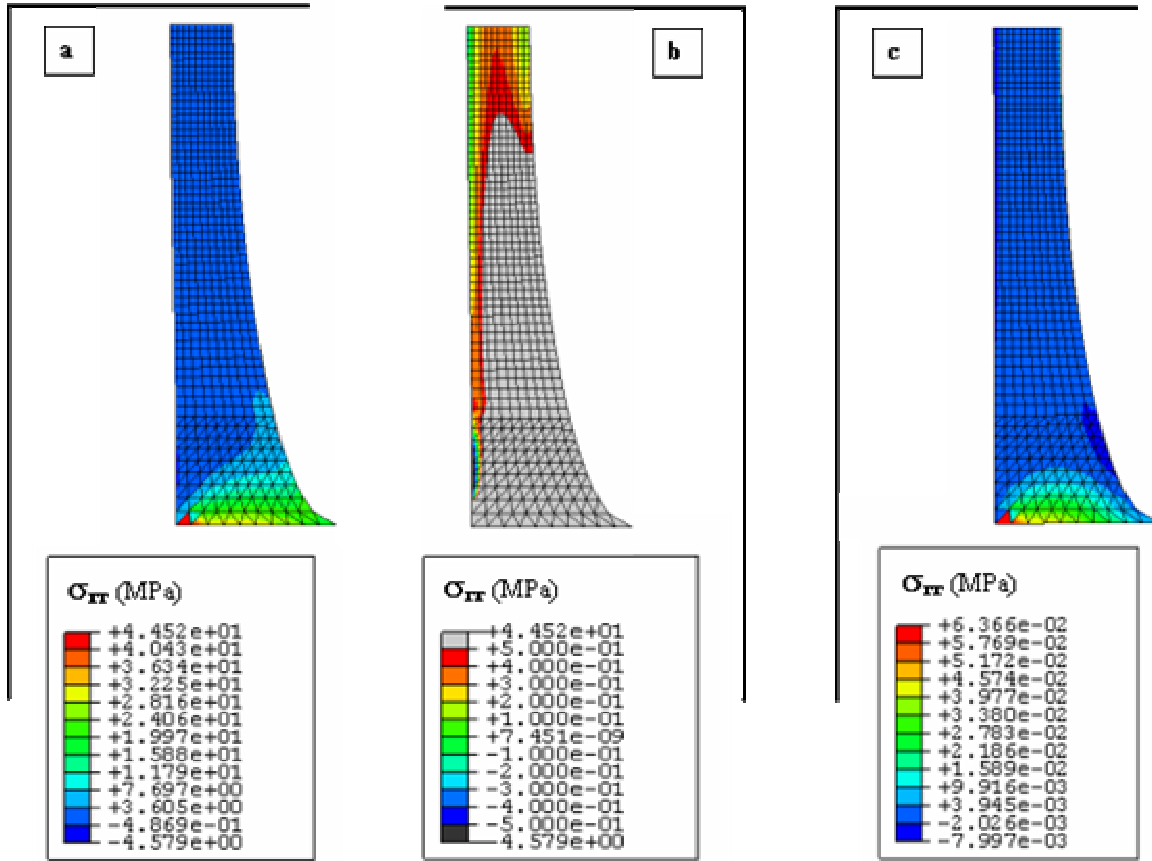 a
b
c
σrr (MPa)
+4.452e+01
+4.043e+01
+3.634e+01
+3.225e+01
+2.816e+01
+2.406e+01
+1.997e+01
+1.588e+01
+1.179e+01
+7.697e+00
+3.605e+00
-4.869e-01
-4.579e+00
σrr (MPa)
+4.452e+01
+5.000e-01
+4.000e-01
+3.000e-01
+2.000e-01
+1.000e-01
+7.451e-09
-1.000e-01
-2.000e-01
-3.000e-01
-4.000e-01
-5.000e-01
-4.579e+00
σrr (MPa)
+6.366e-02
+5.769e-02
+5.172e-02
+4.574e-02
+3.977e-02
+3.380e-02
+2.783e-02
+2.186e-02
+1.589e-02
+9.916e-03
+3.945e-03
-2.026e-03
-7.997e-03